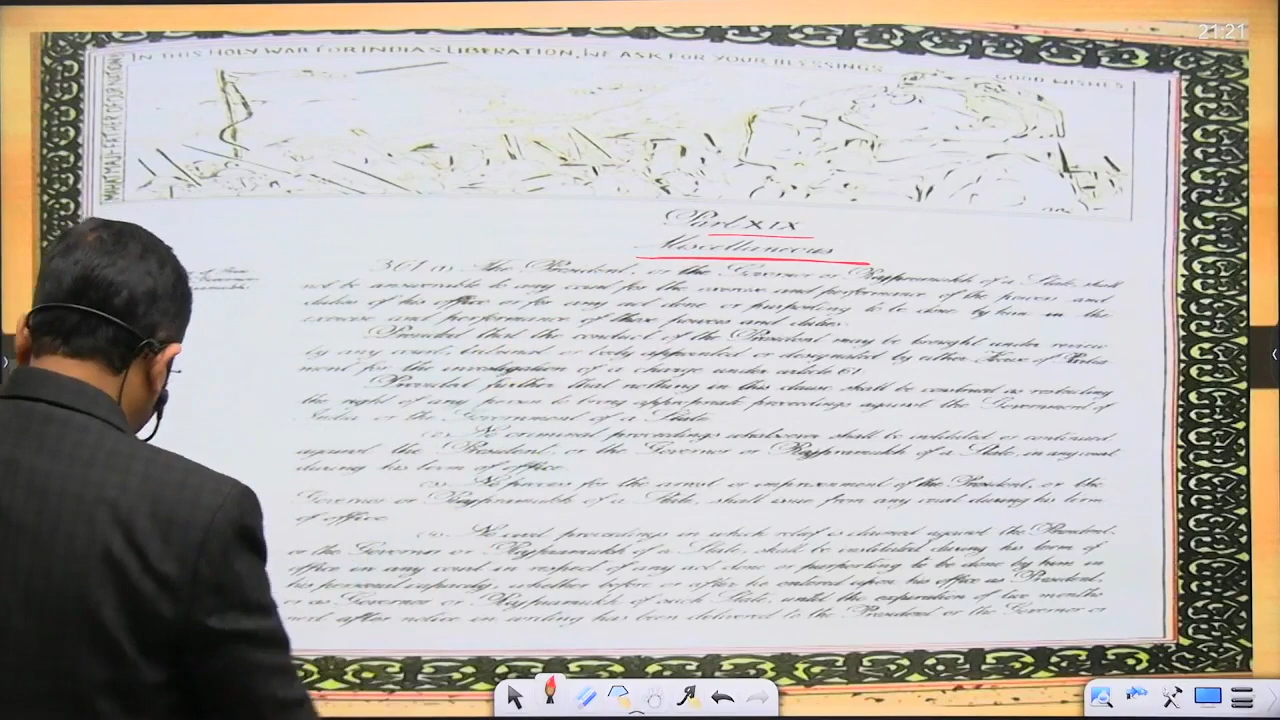 21:21
IN THIS HOLY WAR FOR INDIA'S LIBERATION, WE ASK FOR YOUR BLESSINGS
GOOD WISHES
MAHATMAJI-FATHER OF OUR NATION
Part XIX
Miscellaneous
361 (1) The President, or the Governor or Rajpramukh of a State, shall
not be answerable to any court for the exercise and performance of the powers and
duties of his office or for any act done or purporting to be done by him in the
exercise and performance of those powers and duties:
Provided that the conduct of the President may be brought under review
by any court, tribunal or body appointed or designated by either House of Parlia
ment for the investigation of a charge under article 61
Provided further that nothing in this clause shall be construed as restricting
the right of any person to bring appropriate proceedings against the Government of
India or the Government of a State
(2) No criminal proceedings whatsoever shall be instituted or continued
against the President, or the Governor or Rajpramukh of a State, in any court
during his term of office
(3) No process for the arrest or imprisonment of the President, or the
Governor or Rajpramukh of a State, shall issue from any court during his term
of office
(4) No civil proceedings in which relief is claimed against the President,
or the Governor or Rajpramukh of a State, shall be instituted during his term of
office in any court in respect of any act done or purporting to be done by him in
his personal capacity, whether before or after he entered upon his office as President,
or as Governor or Rajpramukh of such State, until the expiration of two months
next after notice in writing has been delivered to the President or the Governor or